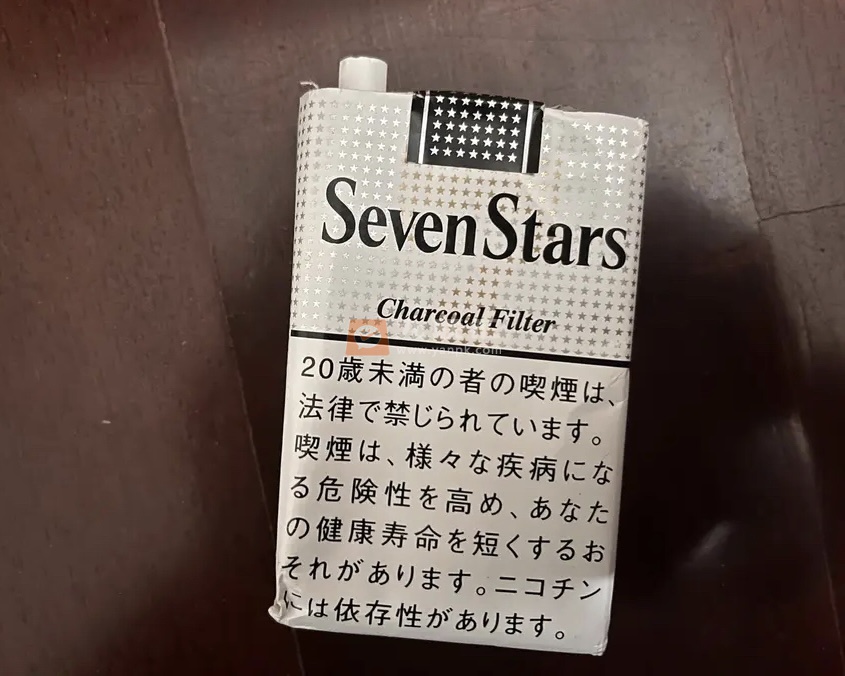 Seven Stars
Charcoal Filter
www.vannk.com
20歳未満の者の喫煙は、
法律で禁じられています。
喫煙は、様々な疾病にな
る危険性を高め、あなた
の健康寿命を短くするお
それがあります。ニコチン
には依存性があります。